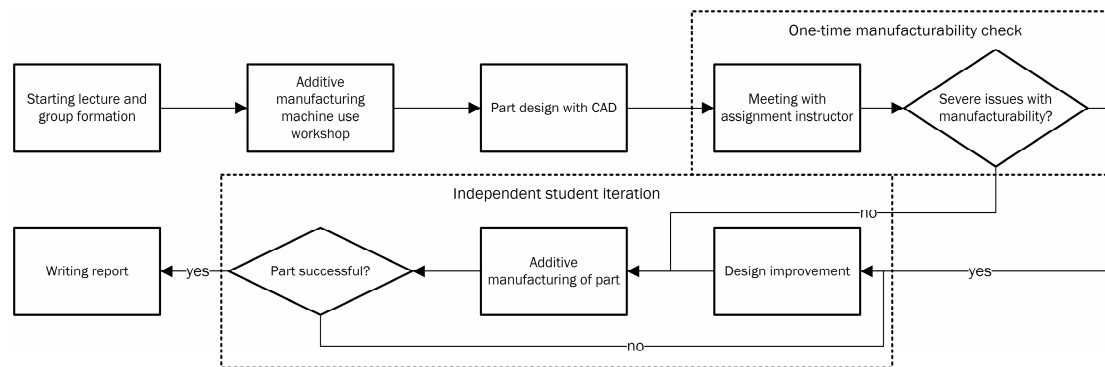 One-time manufacturability check
Starting lecture and
group formation
Additive
manufacturing
machine use
workshop
Part design with CAD
Meeting with
assignment instructor
Severe issues with
manufacturability?
Independent student iteration
no
Writing report
yes
Part successful?
Additive
manufacturing of part
Design improvement
yes
no